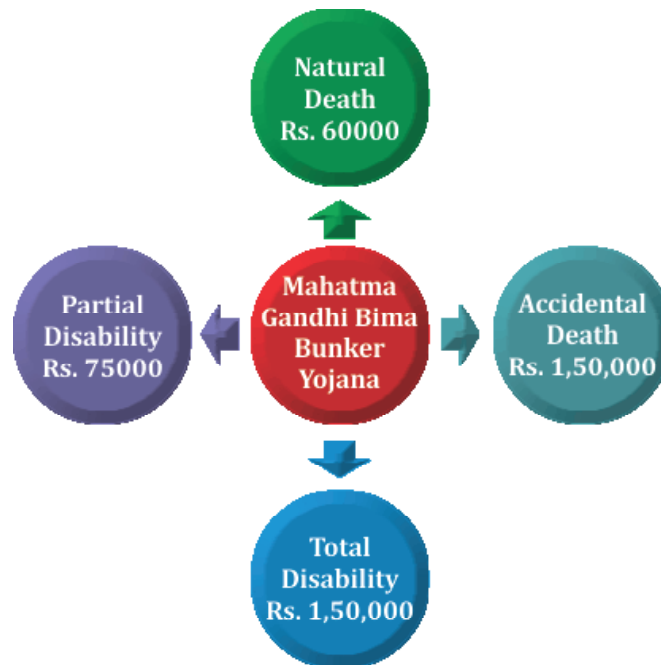 Natural
Death
Rs. 60000
Partial
Disability
Rs. 75000
Mahatma
Gandhi Bima
Bunker
Yojana
Accidental
Death
Rs. 1,50,000
Total
Disability
Rs. 1,50,000